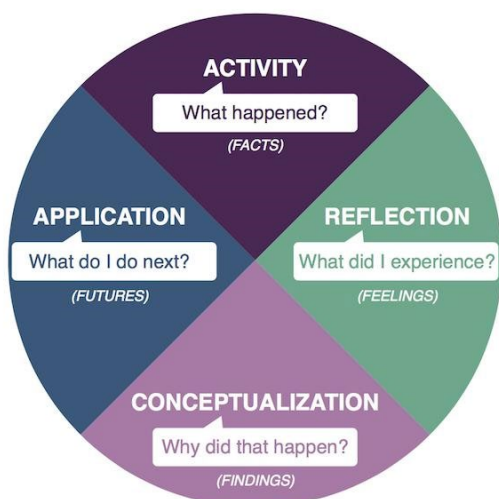 ACTIVITY
What happened?
(FACTS)
REFLECTION
What did I experience?
(FEELINGS)
CONCEPTUALIZATION
Why did that happen?
(FINDINGS)
APPLICATION
What do I do next?
(FUTURES)